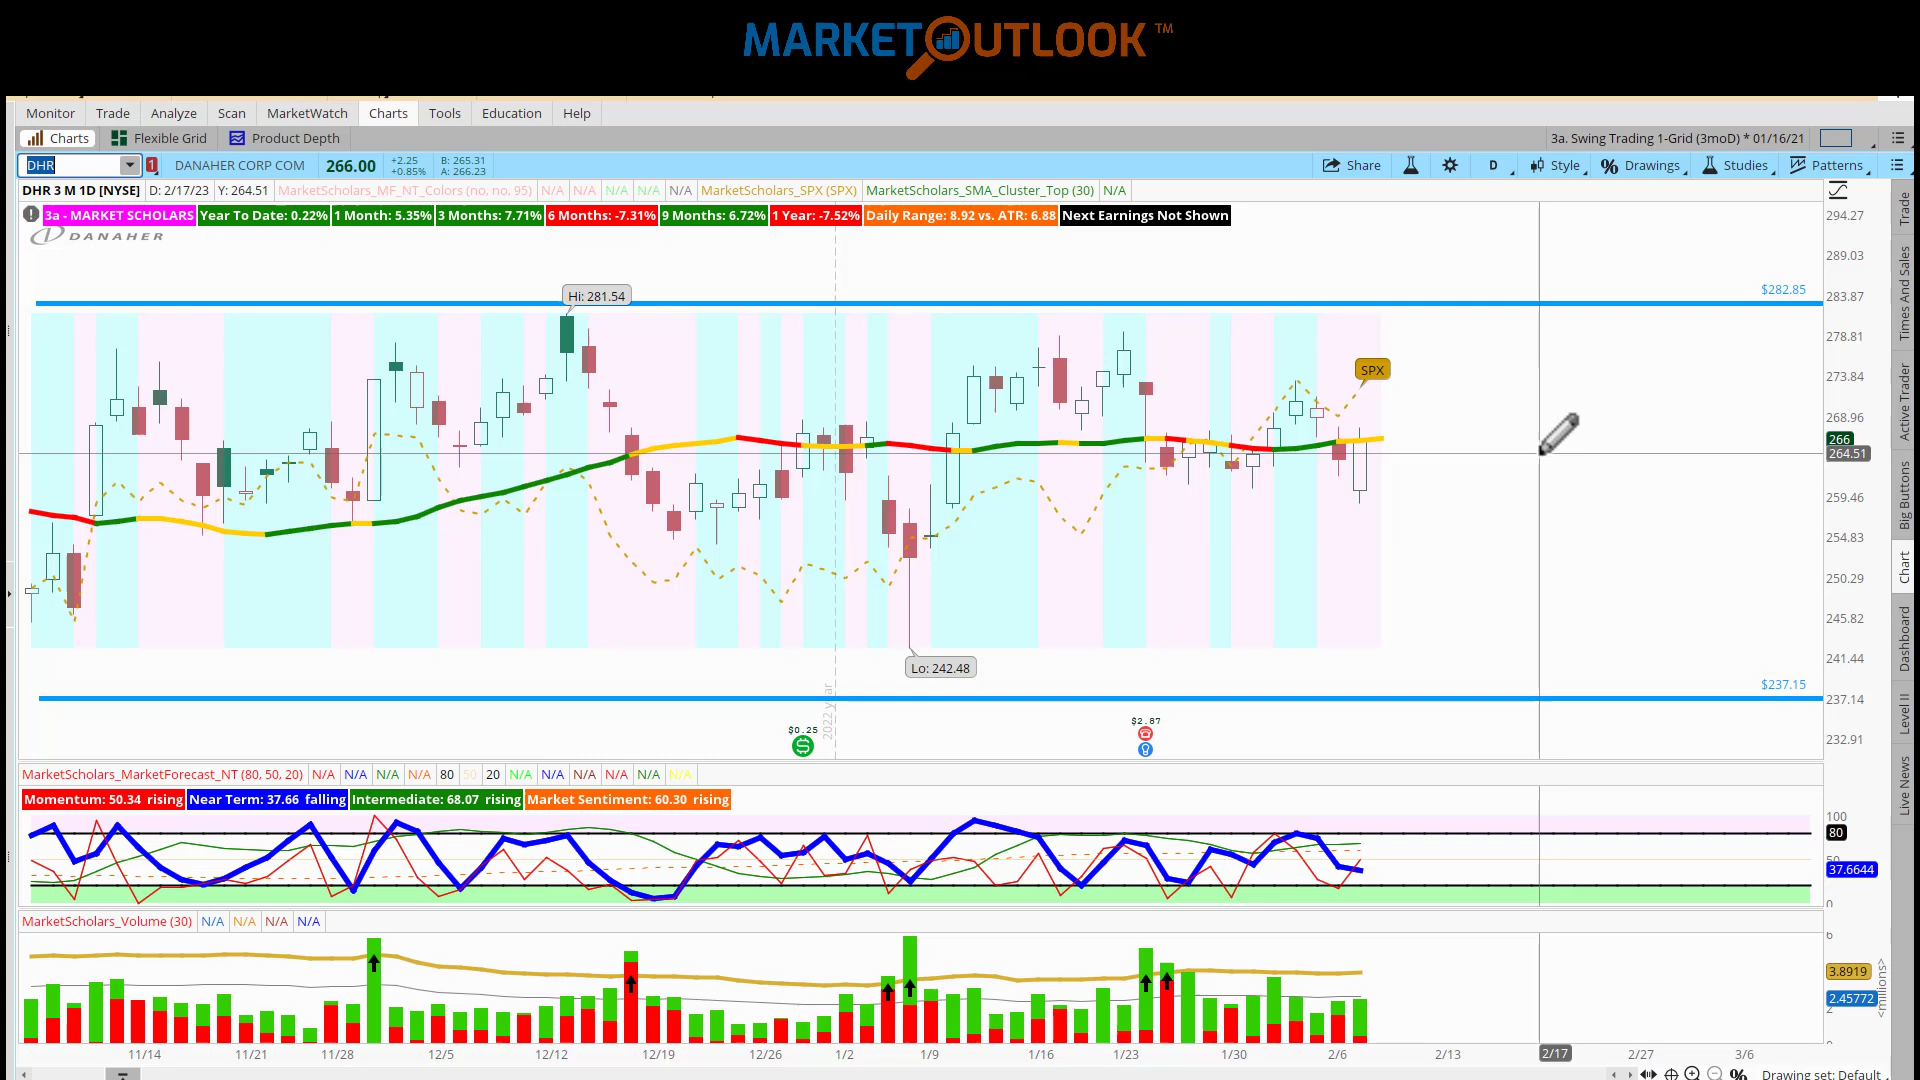 MARKETOUTLOOK™
Monitor Trade Analyze Scan MarketWatch Charts Tools Education Help
Charts Flexible Grid Product Depth 3a. Swing Trading 1-Grid (3moD) * 01/16/21
DHR 1 DANAHER CORP COM 266.00 +2.25 +0.85% B: 265.31 A: 266.23 Share D Style Drawings Studies Patterns
DHR 3 M 1D [NYSE] D: 2/17/23 Y: 264.51 MarketScholars_MF_NT_Colors (no, no, 95) N/A N/A N/A N/A N/A MarketScholars_SPX (SPX) MarketScholars_SMA_Cluster_Top (30) N/A
3a - MARKET SCHOLARS Year To Date: 0.22% 1 Month: 5.35% 3 Months: 7.71% 6 Months: -7.31% 9 Months: 6.72% 1 Year: -7.52% Daily Range: 8.92 vs. ATR: 6.88 Next Earnings Not Shown
DANAHER
294.27
289.03
$282.85
Hi: 281.54
283.87
278.81
SPX
273.84
268.96
266
264.51
259.46
254.83
250.29
245.82
241.44
Lo: 242.48
$237.15
237.14
2022 year
$0.25
$2.87
232.91
MarketScholars_MarketForecast_NT (80, 50, 20) N/A N/A N/A N/A 80 50 20 N/A N/A N/A N/A N/A N/A
Momentum: 50.34 rising Near Term: 37.66 falling Intermediate: 68.07 rising Market Sentiment: 60.30 rising
100
80
50
37.6644
0
MarketScholars_Volume (30) N/A N/A N/A N/A
6
3.8919
2.45772
2
0
<millions>
11/14 11/21 11/28 12/5 12/12 12/19 12/26 1/2 1/9 1/16 1/23 1/30 2/6 2/13 2/17 2/27 3/6
Drawing set: Default
Trade
Times And Sales
Active Trader
Big Buttons
Chart
Dashboard
Level II
Live News